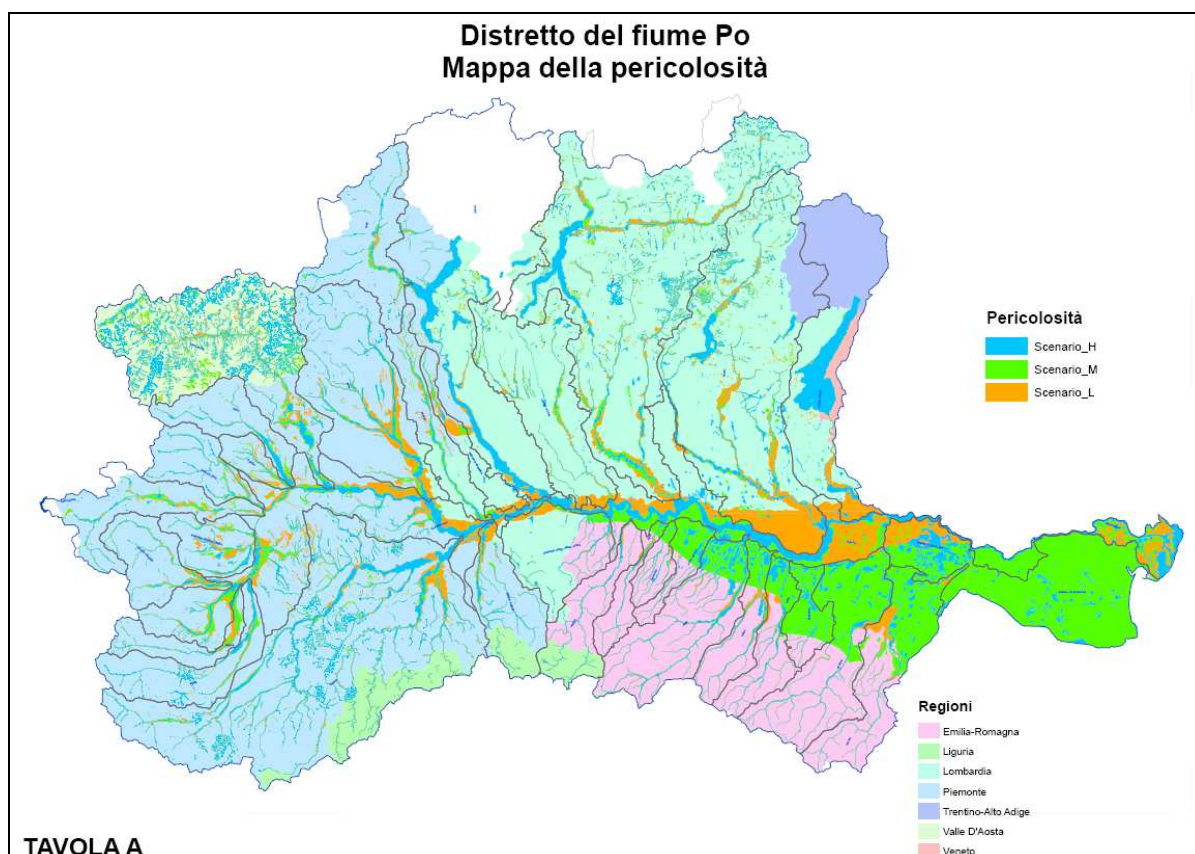 Distretto del fiume Po
Mappa della pericolosità
Pericolosità
Scenario_H
Scenario_M
Scenario_L
Regioni
Emilia-Romagna
Liguria
Lombardia
Piemonte
Trentino-Alto Adige
Valle D'Aosta
Veneto
TAVOLA A